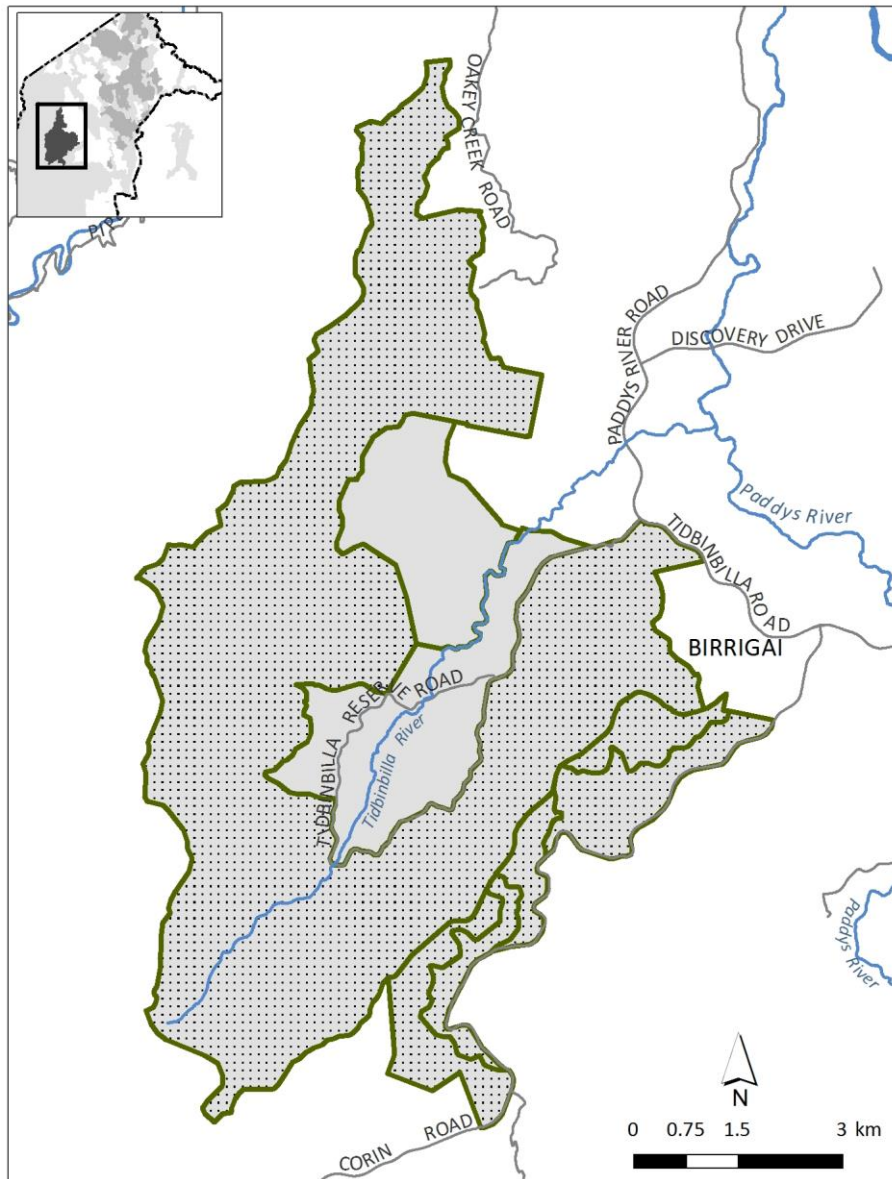 OAKEY CREEK ROAD
PADDYS RIVER ROAD
DISCOVERY DRIVE
Paddys River
TIDBINBILLA ROAD
BIRRIGAI
TIDBINBILLA RESERVE ROAD
Tidbinbilla River
Paddys River
N
CORIN ROAD
0 0.75 1.5 3 km